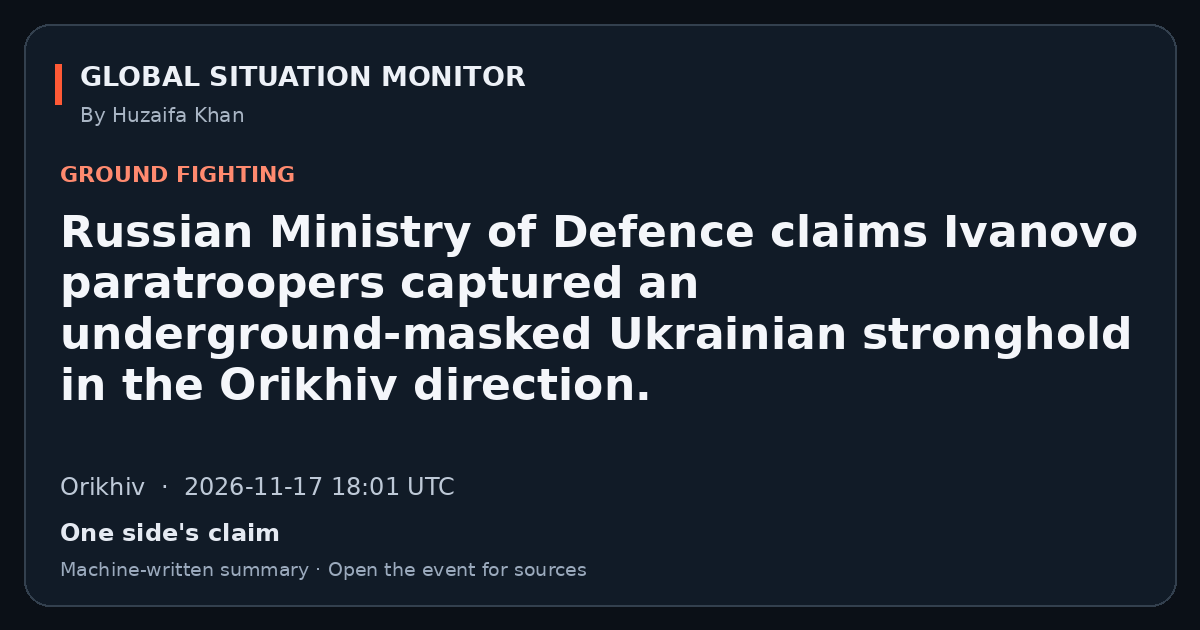 GLOBAL SITUATION MONITOR
By Huzaifa Khan
GROUND FIGHTING
Russian Ministry of Defence claims Ivanovo
paratroopers captured an
underground-masked Ukrainian stronghold
in the Orikhiv direction.
Orikhiv · 2026-11-17 18:01 UTC
One side's claim
Machine-written summary · Open the event for sources